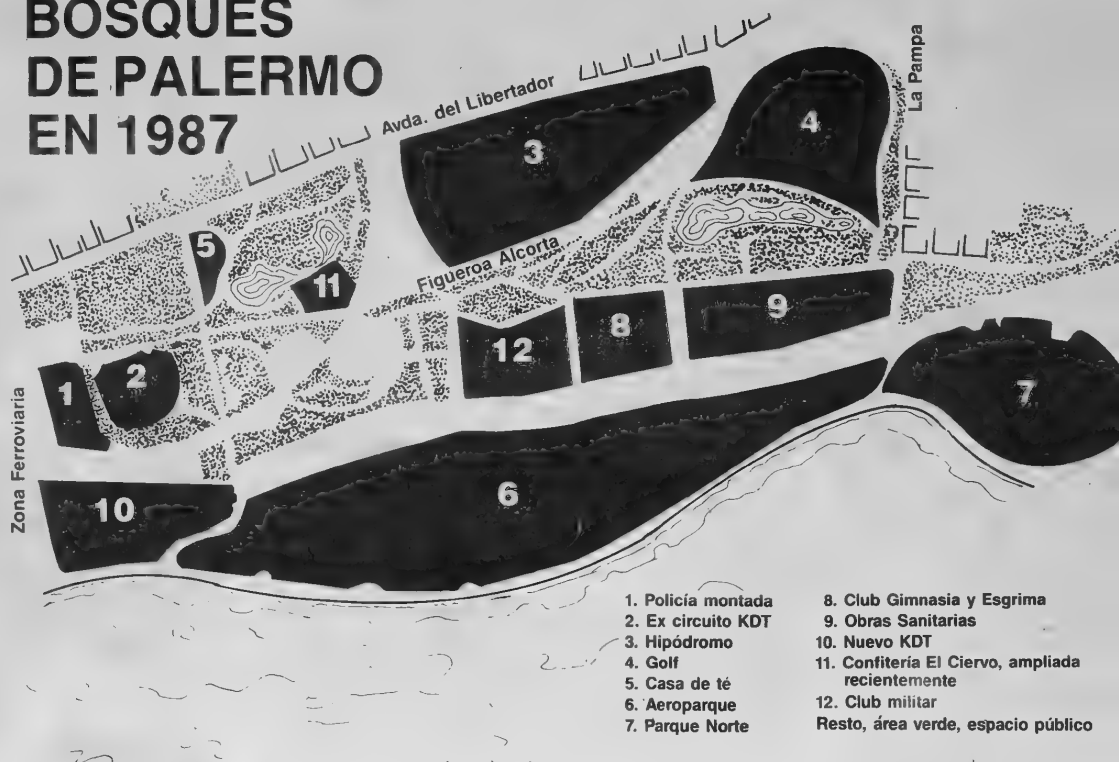 BOSQUES
DE PALERMO
EN 1987
Avda. del Libertador
La Pampa
3
4
5
11
Figueroa Alcorta
9
8
12
1
2
7
Zona Ferroviaria
6
10
1. Policía montada
2. Ex circuito KDT
3. Hipódromo
4. Golf
5. Casa de té
6. Aeroparque
7. Parque Norte
8. Club Gimnasia y Esgrima
9. Obras Sanitarias
10. Nuevo KDT
11. Confitería El Ciervo, ampliada
recientemente
12. Club militar
Resto, área verde, espacio público